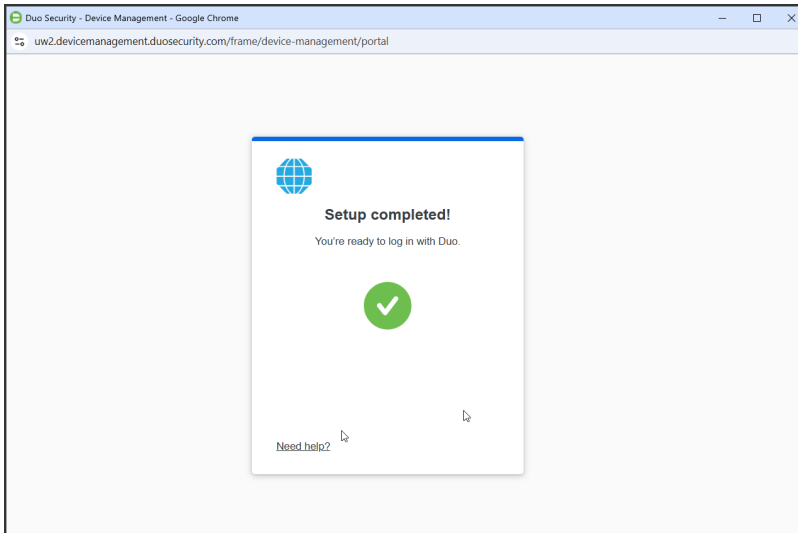 Duo Security - Device Management - Google Chrome
uw2.devicemanagement.duosecurity.com/frame/device-management/portal
Setup completed!
You're ready to log in with Duo.
Need help?